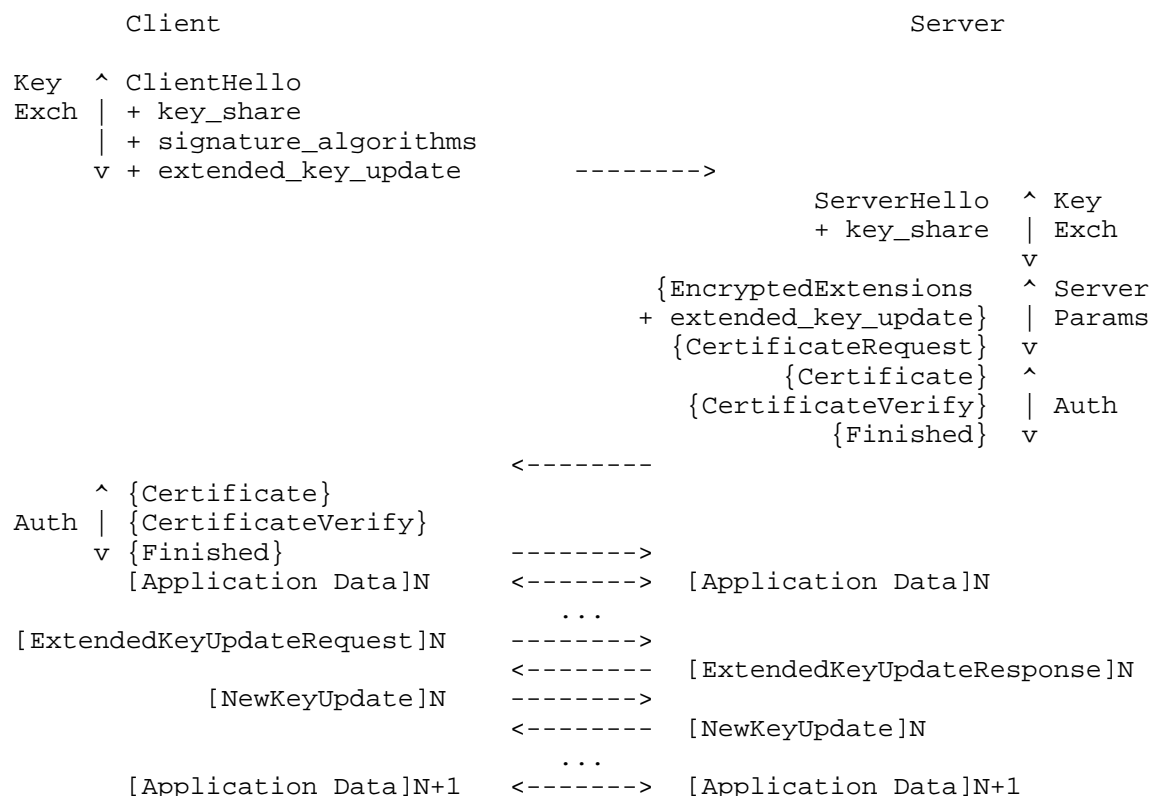 Client                                           Server

Key  ^ ClientHello
Exch | + key_share
     | + signature_algorithms
     v + extended_key_update       -------->
                                                  ServerHello  ^ Key
                                                  + key_share  | Exch
                                                               v
                                        {EncryptedExtensions   ^ Server
                                       + extended_key_update}  | Params
                                         {CertificateRequest}  v
                                                {Certificate}  ^
                                          {CertificateVerify}  | Auth
                                                   {Finished}  v
                               <--------
     ^ {Certificate}
Auth | {CertificateVerify}
     v {Finished}              -------->
       [Application Data]N     <------->  [Application Data]N
                                  ...
[ExtendedKeyUpdateRequest]N    -------->
                               <--------  [ExtendedKeyUpdateResponse]N
            [NewKeyUpdate]N    -------->
                               <--------  [NewKeyUpdate]N
                                  ...
       [Application Data]N+1   <------->  [Application Data]N+1